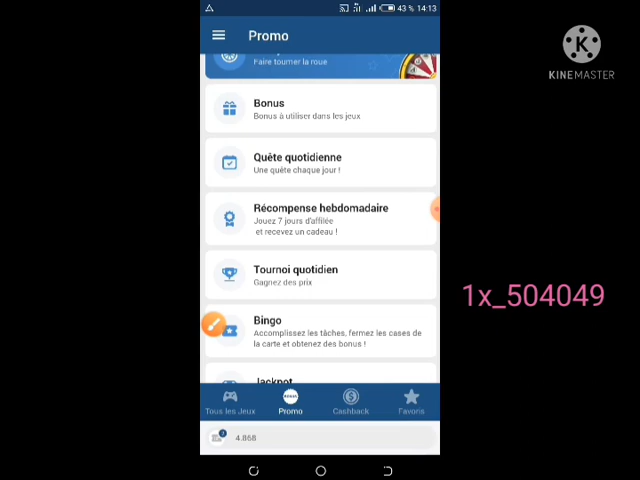 43 % 14:13
Promo
Faire tourner la roue
K
KINEMASTER
Bonus
Bonus à utiliser dans les jeux
Quête quotidienne
Une quête chaque jour !
Récompense hebdomadaire
Jouez 7 jours d'affilée
et recevez un cadeau !
Tournoi quotidien
Gagnez des prix
1x_504049
Bingo
Accomplissez les tâches, fermez les cases de
la carte et obtenez des bonus !
Jackpot
BONUS
Tous les Jeux Promo Cashback Favoris
4.868